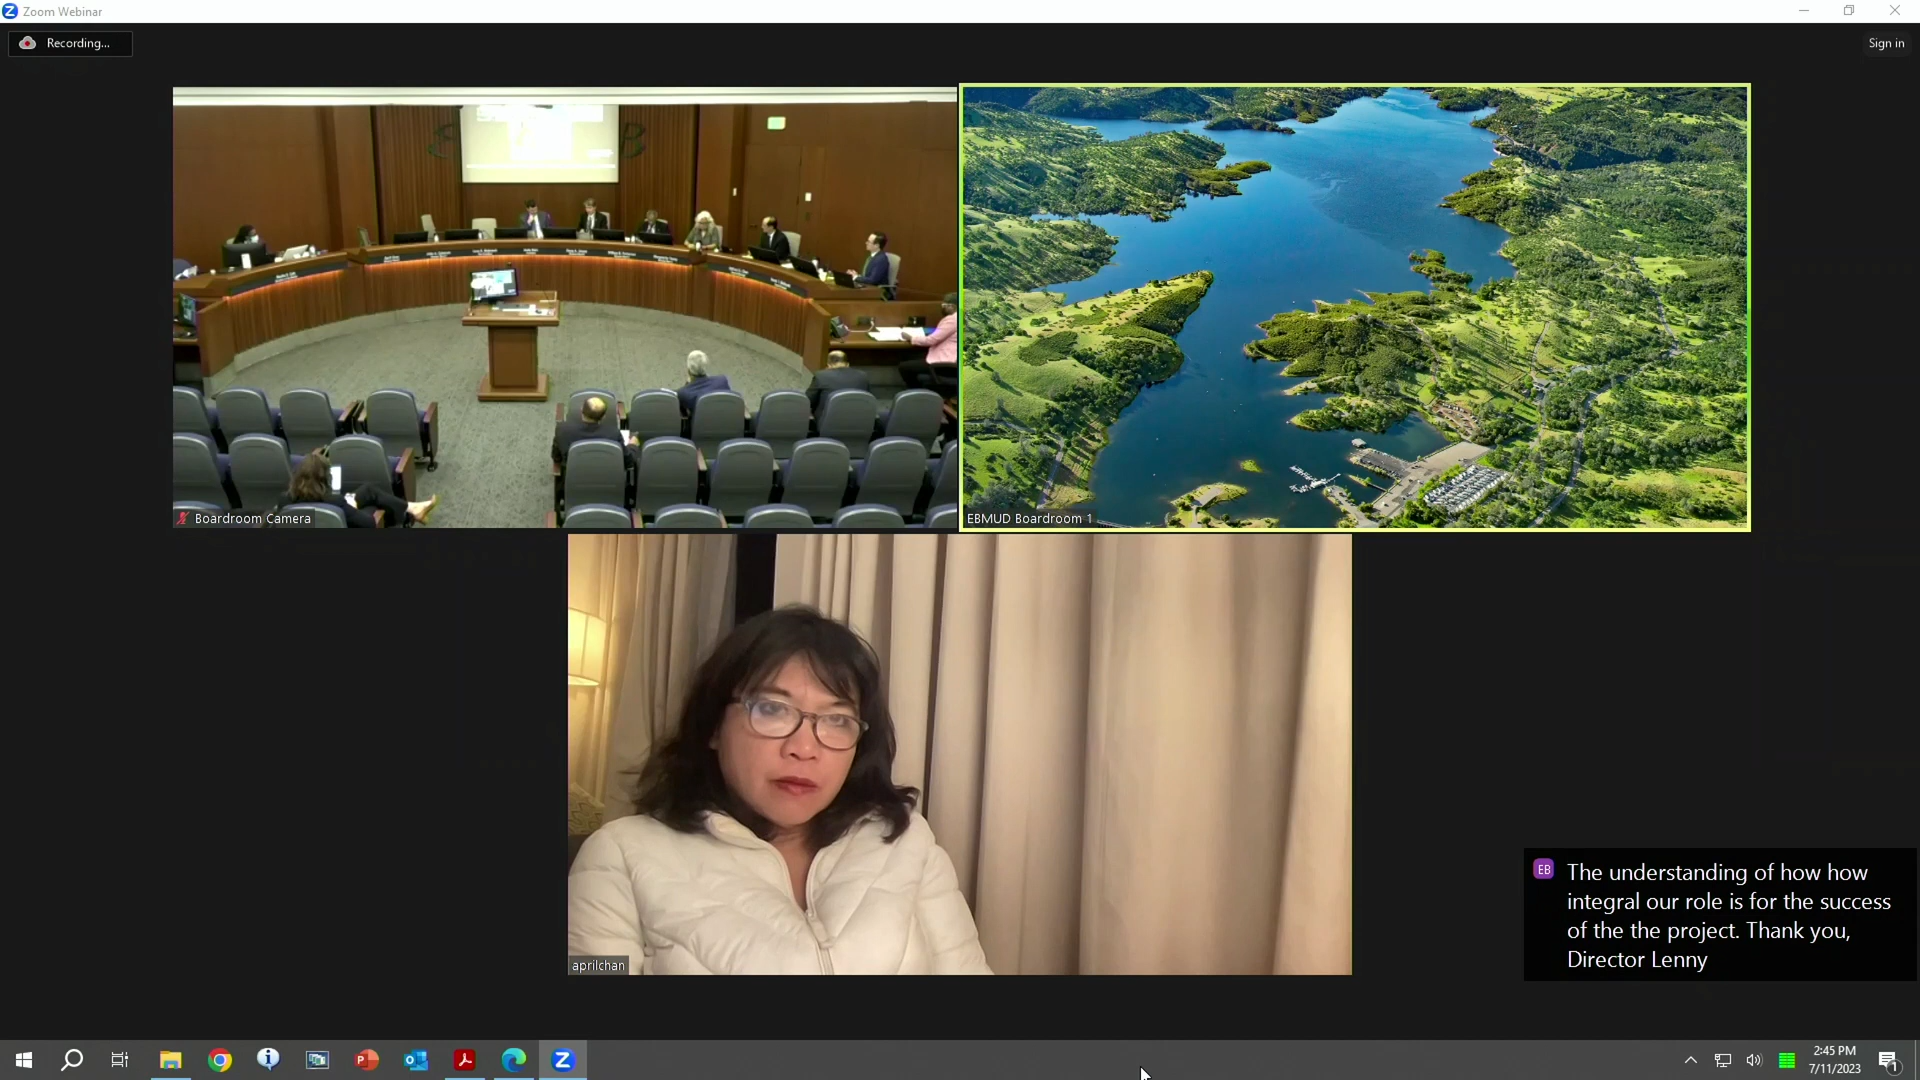 Zoom Webinar
Recording...
Sign in
Boardroom Camera
EBMUD Boardroom 1
aprilchan
EB
The understanding of how how
integral our role is for the success
of the the project. Thank you,
Director Lenny
2:45 PM
7/11/2023
1